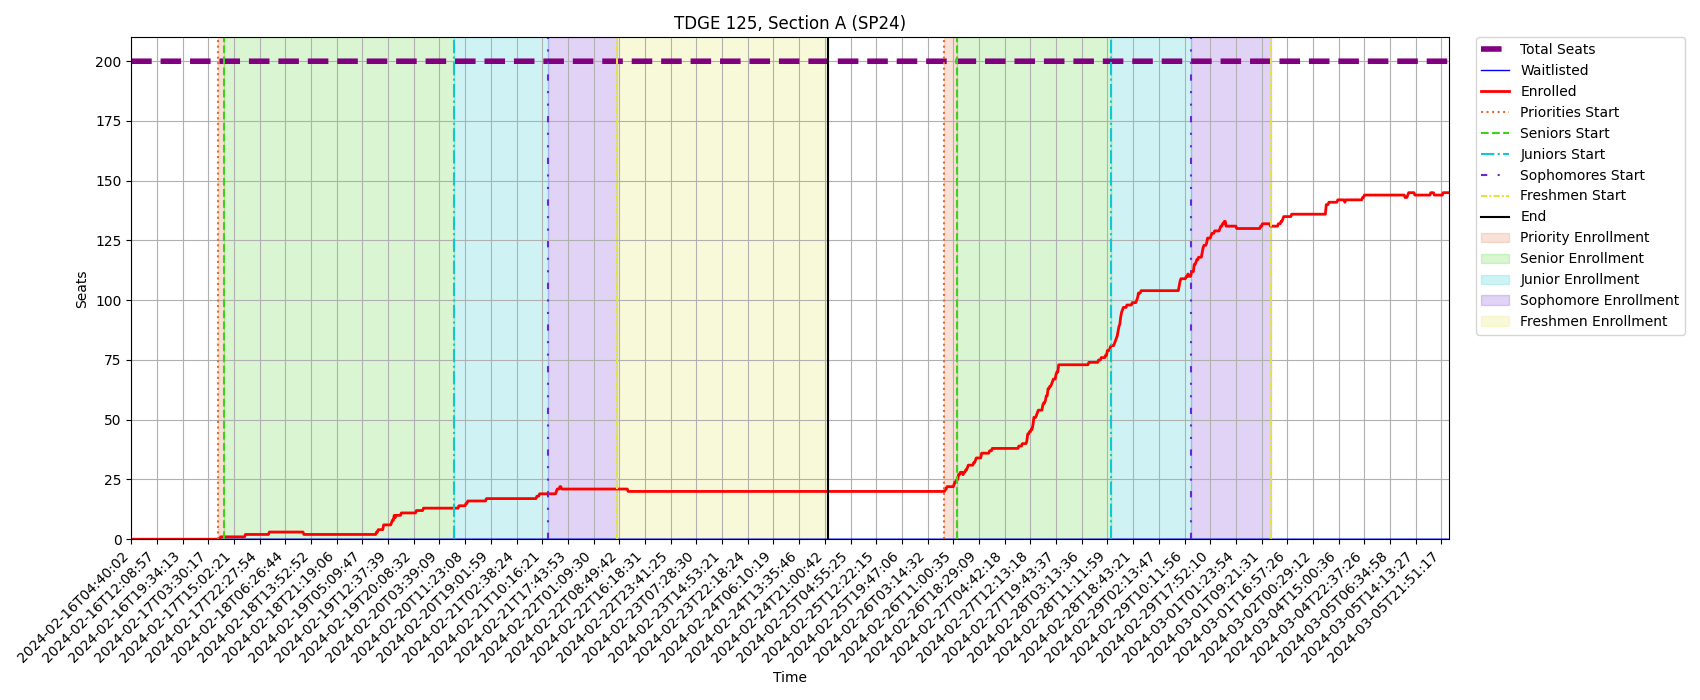 TDGE 125, Section A (SP24)
200
175
150
125
100
75
50
25
0
Seats
2024-02-16T04:40:02
2024-02-16T12:08:57
2024-02-16T19:34:13
2024-02-17T03:30:17
2024-02-17T15:02:21
2024-02-17T22:27:54
2024-02-18T06:26:44
2024-02-18T13:52:52
2024-02-18T21:19:06
2024-02-19T05:09:47
2024-02-19T12:37:39
2024-02-19T20:08:32
2024-02-20T03:39:09
2024-02-20T11:23:08
2024-02-20T19:01:59
2024-02-21T02:38:24
2024-02-21T10:16:21
2024-02-21T17:43:53
2024-02-22T01:09:30
2024-02-22T08:49:42
2024-02-22T16:18:31
2024-02-22T23:41:25
2024-02-23T07:28:30
2024-02-23T14:53:21
2024-02-23T22:18:24
2024-02-24T06:10:19
2024-02-24T13:35:46
2024-02-24T21:00:42
2024-02-25T04:55:23
2024-02-25T12:22:15
2024-02-25T19:47:06
2024-02-26T03:14:32
2024-02-26T11:00:35
2024-02-26T18:29:09
2024-02-27T04:42:18
2024-02-27T12:13:18
2024-02-27T19:43:37
2024-02-28T03:13:36
2024-02-28T11:11:59
2024-02-28T18:43:21
2024-02-29T02:13:47
2024-02-29T10:11:56
2024-02-29T17:52:10
2024-03-01T01:23:54
2024-03-01T09:21:31
2024-03-01T16:57:26
2024-03-02T00:29:12
2024-03-04T15:00:36
2024-03-04T22:37:26
2024-03-05T06:34:58
2024-03-05T14:13:27
2024-03-05T21:51:17
Time
Total Seats
Waitlisted
Enrolled
Priorities Start
Seniors Start
Juniors Start
Sophomores Start
Freshmen Start
End
Priority Enrollment
Senior Enrollment
Junior Enrollment
Sophomore Enrollment
Freshmen Enrollment